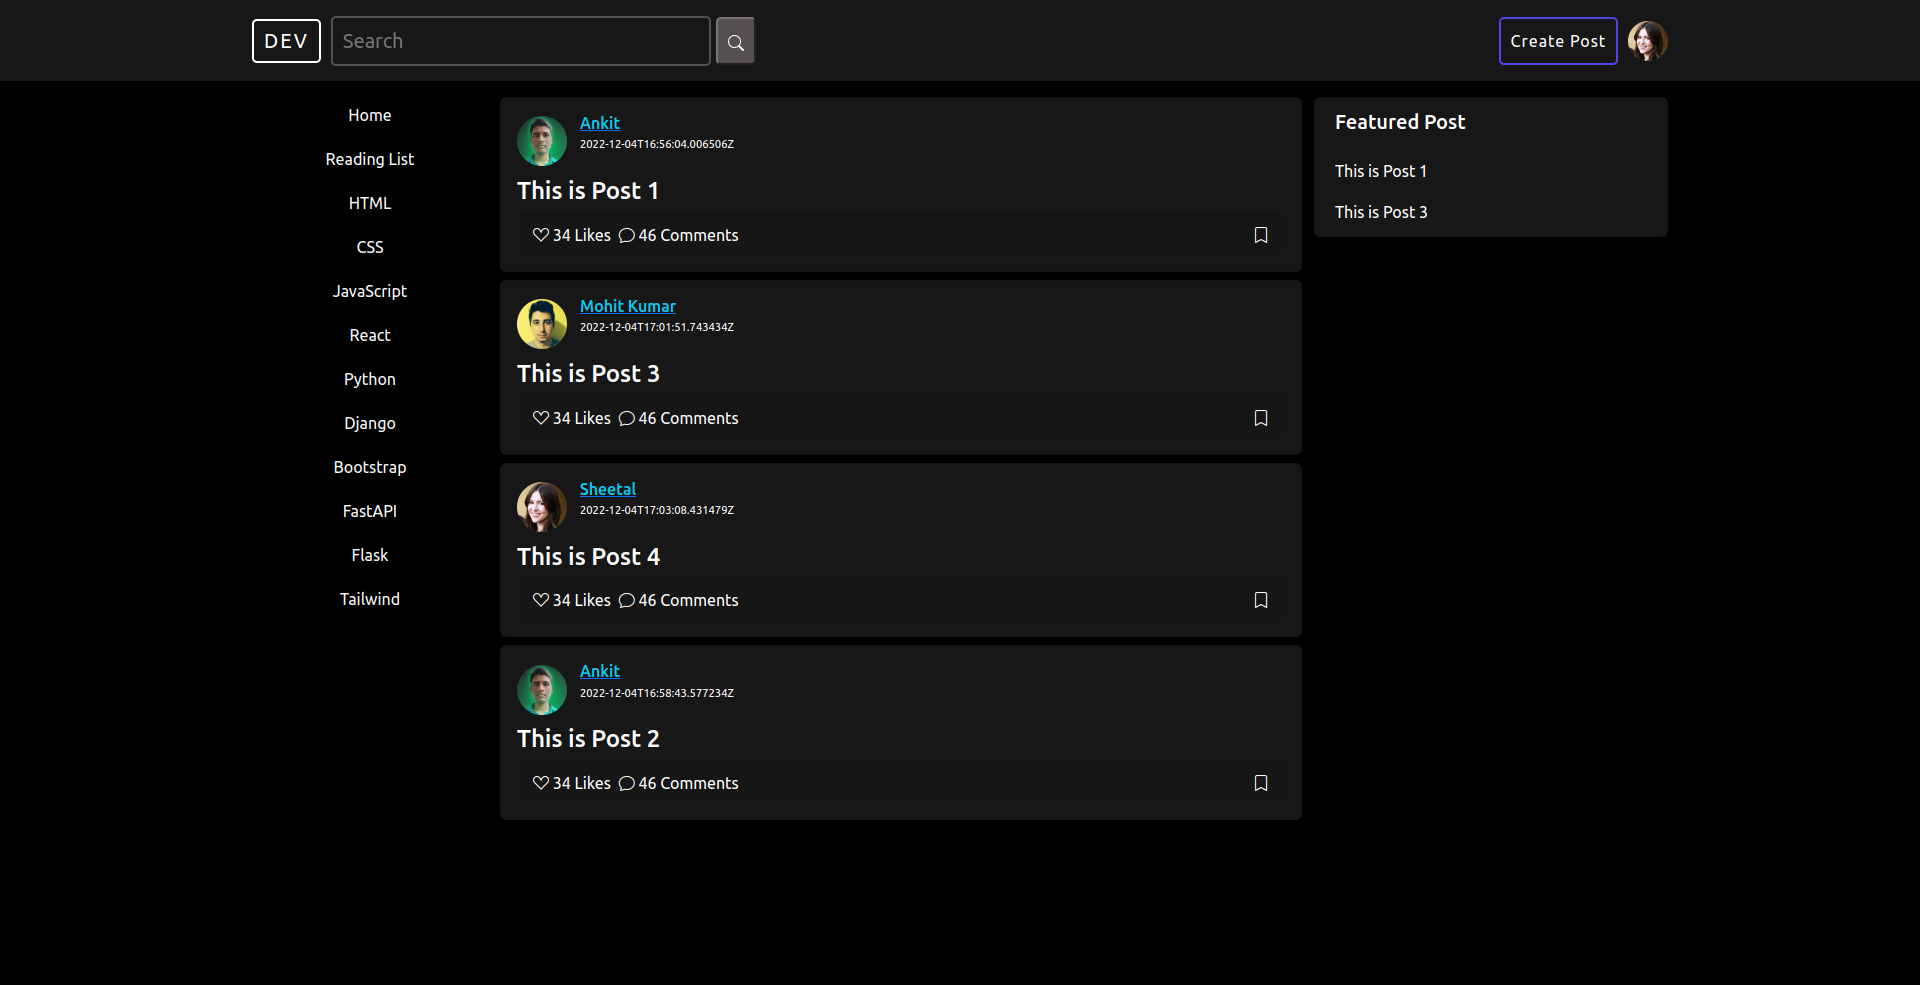 DEV
Search
Create Post
Home
Reading List
HTML
CSS
JavaScript
React
Python
Django
Bootstrap
FastAPI
Flask
Tailwind
Ankit
2022-12-04T16:56:04.006506Z
This is Post 1
34 Likes 46 Comments
Mohit Kumar
2022-12-04T17:01:51.743434Z
This is Post 3
34 Likes 46 Comments
Sheetal
2022-12-04T17:03:08.431479Z
This is Post 4
34 Likes 46 Comments
Ankit
2022-12-04T16:58:43.577234Z
This is Post 2
34 Likes 46 Comments
Featured Post
This is Post 1
This is Post 3